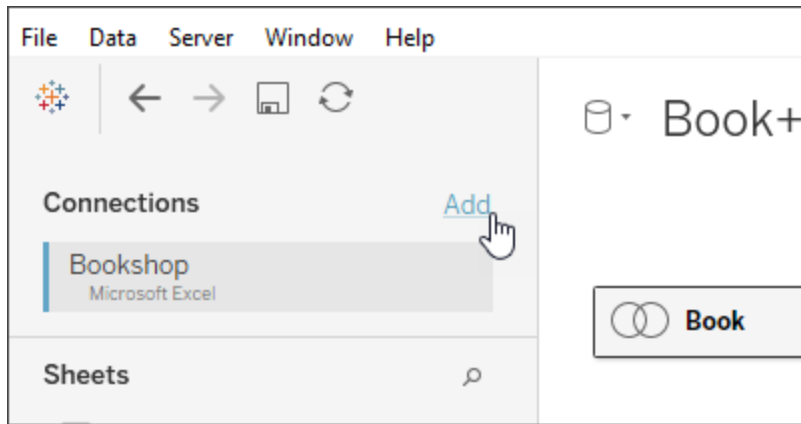 File Data Server Window Help
Book+
Connections Add
Bookshop
Microsoft Excel
Book
Sheets